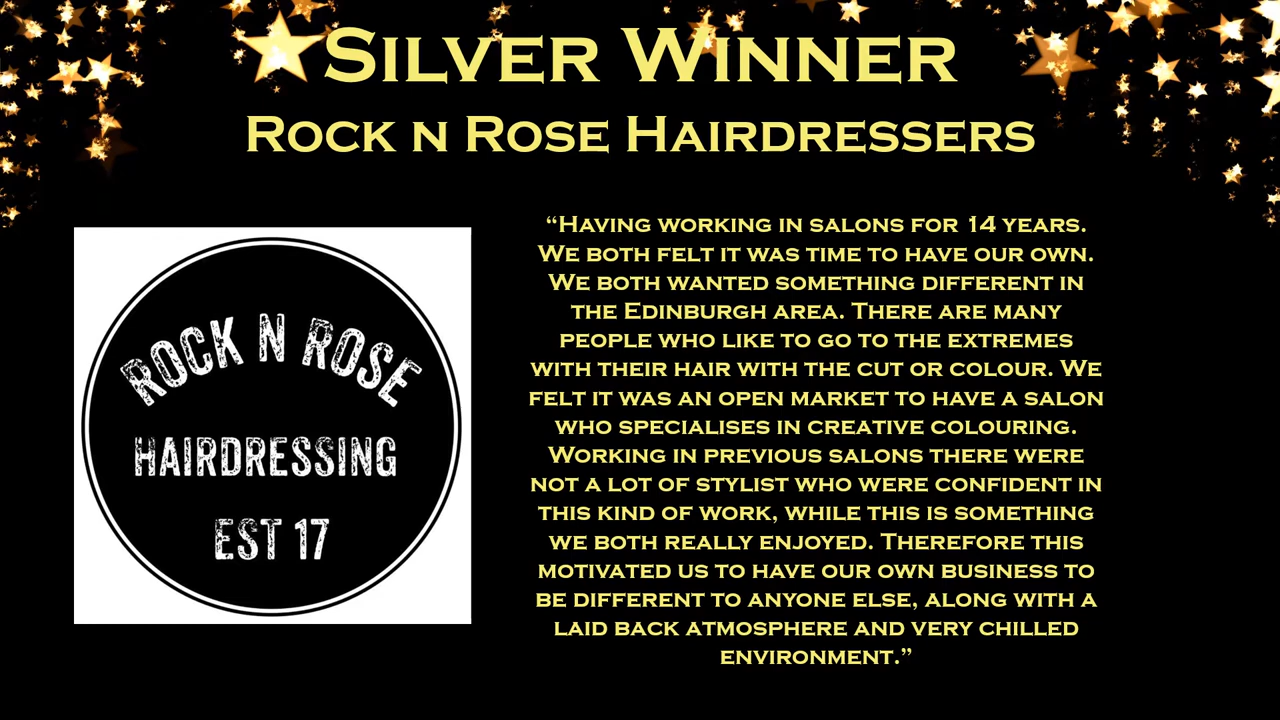 Silver Winner
Rock n Rose Hairdressers
ROCK N ROSE
HAIRDRESSING
EST 17
“Having working in salons for 14 years.
We both felt it was time to have our own.
We both wanted something different in
the Edinburgh area. There are many
people who like to go to the extremes
with their hair with the cut or colour. We
felt it was an open market to have a salon
who specialises in creative colouring.
Working in previous salons there were
not a lot of stylist who were confident in
this kind of work, while this is something
we both really enjoyed. Therefore this
motivated us to have our own business to
be different to anyone else, along with a
laid back atmosphere and very chilled
environment.”